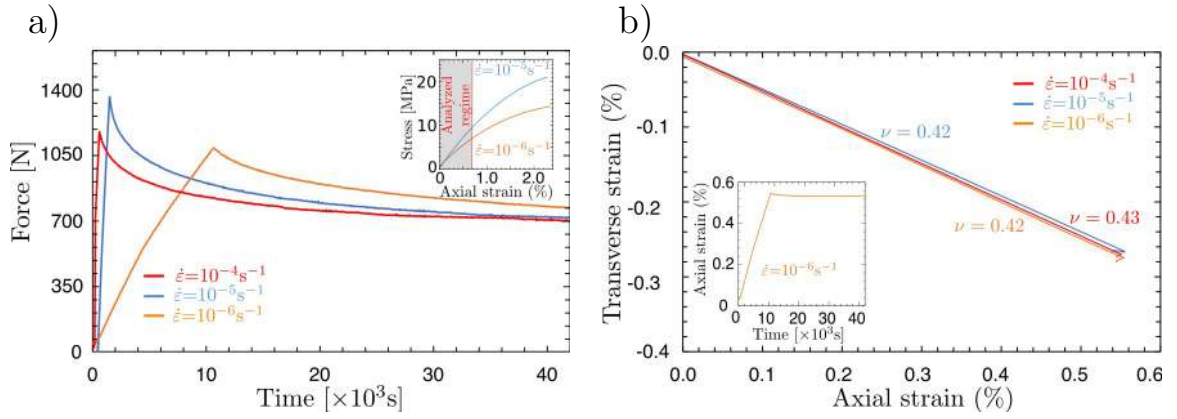 a)
Force [N]
1400
1050
700
350
0
0
10
20
30
40
Time [×10³s]
ε̇=10⁻⁴s⁻¹
ε̇=10⁻⁵s⁻¹
ε̇=10⁻⁶s⁻¹
Stress [MPa]
20
10
0
0
1.0
2.0
Axial strain (%)
Analyzed
regime
ε̇=10⁻⁵s⁻¹
ε̇=10⁻⁶s⁻¹
b)
Transverse strain (%)
0.0
-0.1
-0.2
-0.3
-0.4
0.0
0.1
0.2
0.3
0.4
0.5
0.6
Axial strain (%)
ε̇=10⁻⁴s⁻¹
ε̇=10⁻⁵s⁻¹
ε̇=10⁻⁶s⁻¹
ν = 0.42
ν = 0.43
ν = 0.42
Axial strain (%)
0.6
0.4
0.2
0
0
10
20
30
40
Time [×10³s]
ε̇=10⁻⁶s⁻¹